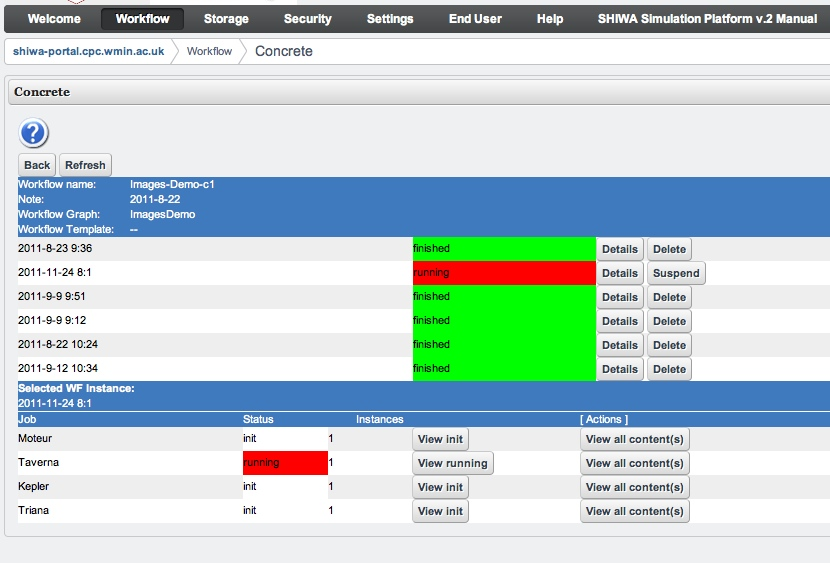 Welcome Workflow Storage Security Settings End User Help SHIWA Simulation Platform v.2 Manual
shiwa-portal.cpc.wmin.ac.uk Workflow Concrete
Concrete
?
Back Refresh
Workflow name: Images-Demo-c1
Note: 2011-8-22
Workflow Graph: ImagesDemo
Workflow Template: --
2011-8-23 9:36 finished Details Delete
2011-11-24 8:1 running Details Suspend
2011-9-9 9:51 finished Details Delete
2011-9-9 9:12 finished Details Delete
2011-8-22 10:24 finished Details Delete
2011-9-12 10:34 finished Details Delete
Selected WF Instance:
2011-11-24 8:1
Job Status Instances [ Actions ]
Moteur init 1 View init View all content(s)
Taverna running 1 View running View all content(s)
Kepler init 1 View init View all content(s)
Triana init 1 View init View all content(s)